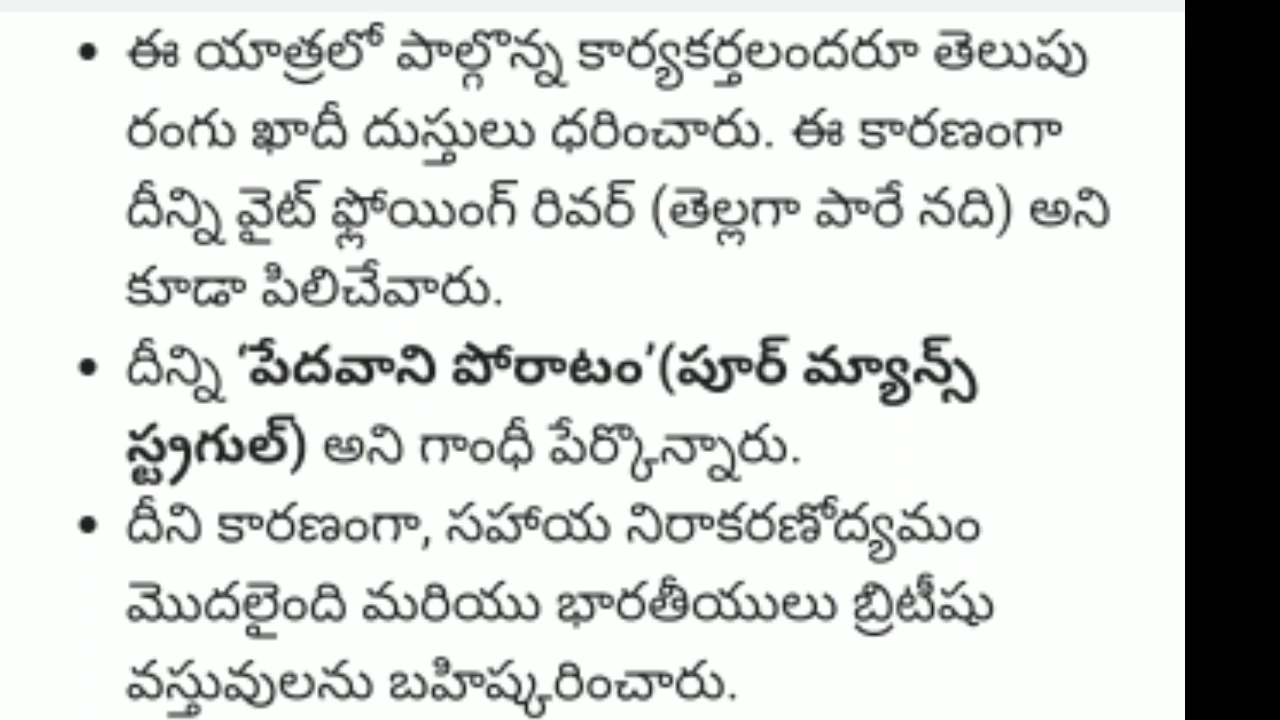 • ఈ యాత్రలో పాల్గొన్న కార్యకర్తలందరూ తెలుపు
రంగు ఖాదీ దుస్తులు ధరించారు. ఈ కారణంగా
దీన్ని వైట్ ఫ్లోయింగ్ రివర్ (తెల్లగా పారే నది) అని
కూడా పిలిచేవారు.
• దీన్ని ‘పేదవాని పోరాటం’(పూర్ మ్యాన్స్
స్ట్రగుల్) అని గాంధీ పేర్కొన్నారు.
• దీని కారణంగా, సహాయ నిరాకరణోద్యమం
మొదలైంది మరియు భారతీయులు బ్రిటీషు
వస్తువులను బహిష్కరించారు.